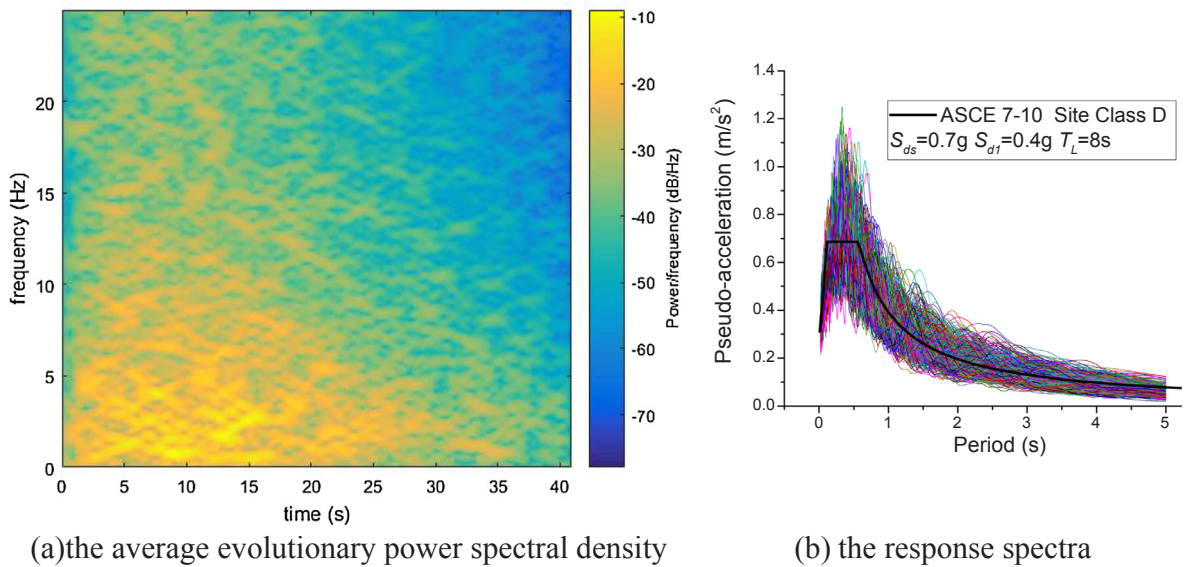 20
15
10
5
0
frequency (Hz)
0 5 10 15 20 25 30 35 40
time (s)
-10
-20
-30
-40
-50
-60
-70
Power/frequency (dB/Hz)
(a)the average evolutionary power spectral density
1.4
1.2
1.0
0.8
0.6
0.4
0.2
0.0
Pseudo-acceleration (m/s²)
ASCE 7-10 Site Class D
S_ds=0.7g S_d1=0.4g T_L=8s
0 1 2 3 4 5
Period (s)
(b) the response spectra